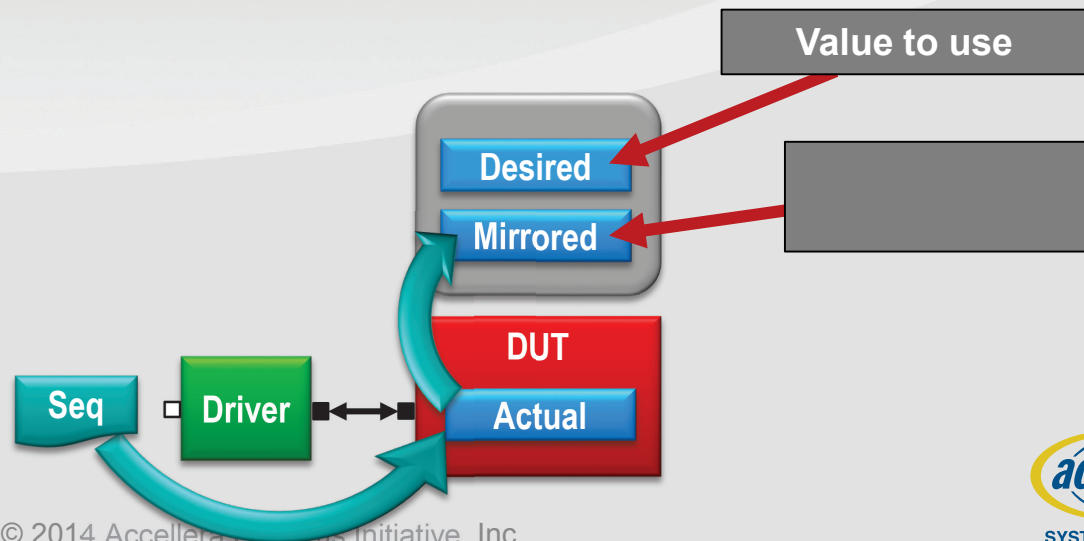 Value to use
Desired
Mirrored
DUT
Seq
Driver
Actual
© 2014 Accellera Initiative, Inc